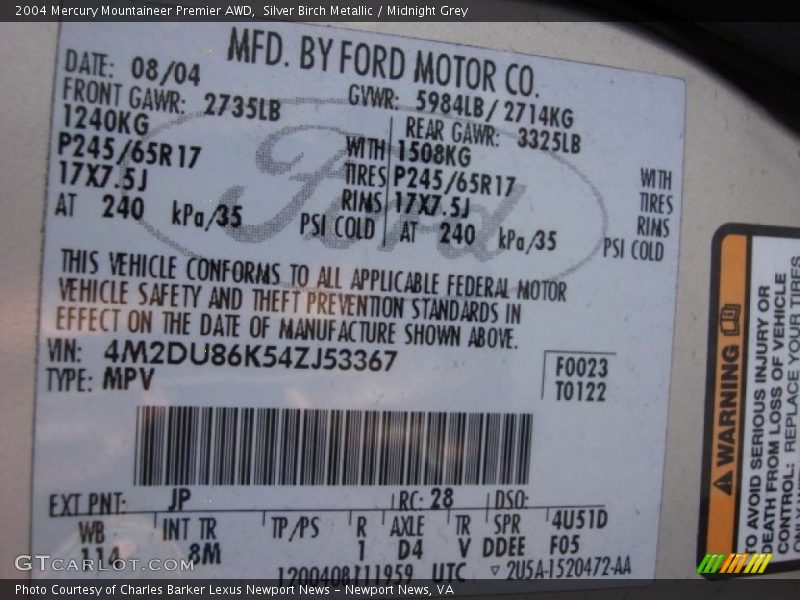 2004 Mercury Mountaineer Premier AWD, Silver Birch Metallic / Midnight Grey
MFD. BY FORD MOTOR CO.
DATE: 08/04 GVWR: 5984LB/2714KG
FRONT GAWR: 2735LB REAR GAWR: 3325LB
1240KG WITH 1508KG WITH
P245/65R17 TIRES P245/65R17 TIRES
17X7.5J RIMS 17X7.5J RIMS
AT 240 kPa/35 PSI COLD AT 240 kPa/35 PSI COLD
Ford
THIS VEHICLE CONFORMS TO ALL APPLICABLE FEDERAL MOTOR
VEHICLE SAFETY AND THEFT PREVENTION STANDARDS IN
EFFECT ON THE DATE OF MANUFACTURE SHOWN ABOVE.
VIN: 4M2DU86K54ZJ53367 F0023
TYPE: MPV T0122
EXT PNT: JP RC: 28 DSO:
WB INT TR TP/PS R AXLE TR SPR 4U51D
114 8M 1 D4 V DDEE F05
1200408111959 UTC ▽ 2U5A-1520472-AA
WARNING
TO AVOID SERIOUS INJURY OR
DEATH FROM LOSS OF VEHICLE
CONTROL: REPLACE YOUR TIRES
GTCARLOT.COM
Photo Courtesy of Charles Barker Lexus Newport News – Newport News, VA